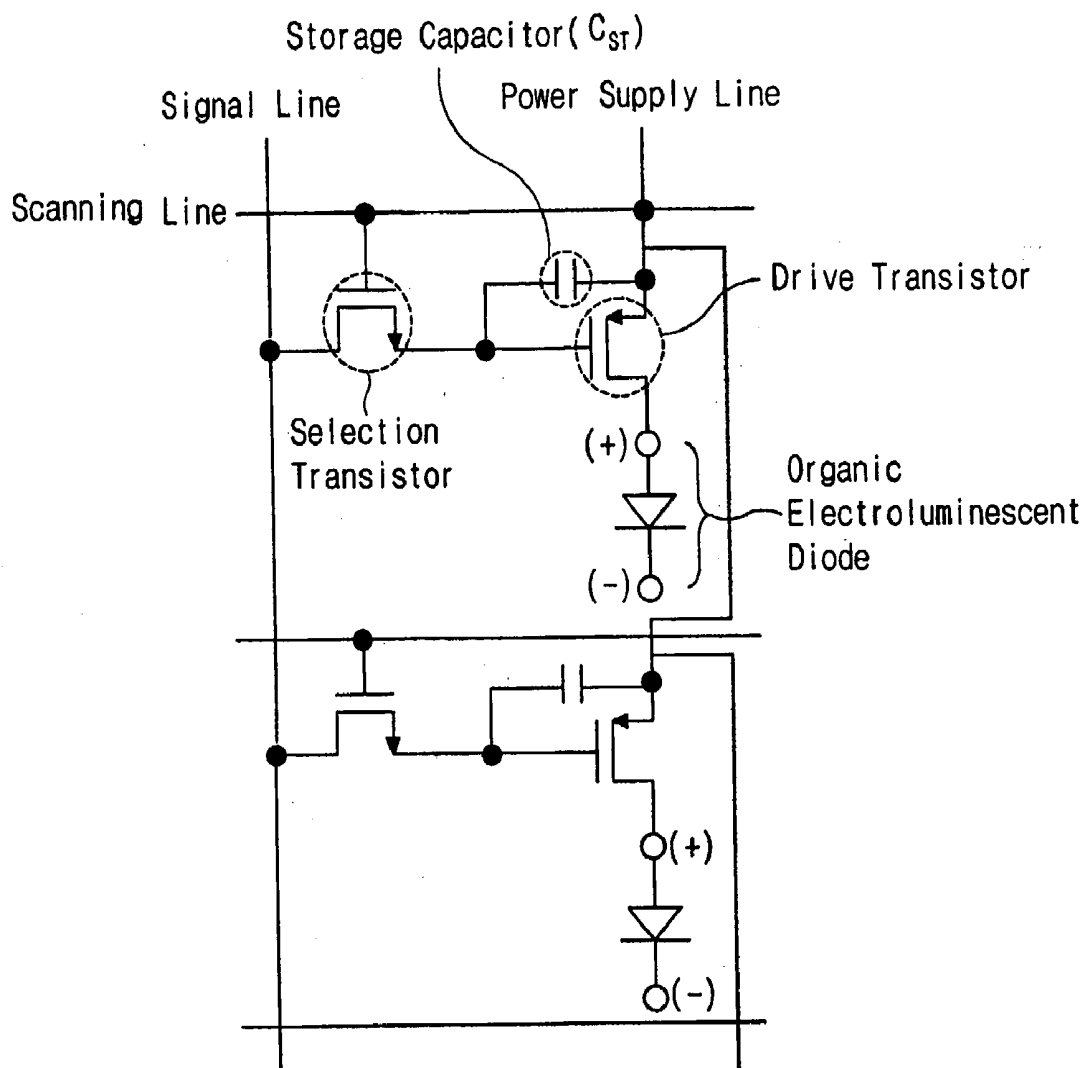 Storage Capacitor(C_ST)
Signal Line
Power Supply Line
Scanning Line
Drive Transistor
Selection
Transistor
(+)
Organic
Electroluminescent
Diode
(-)
(+)
(-)